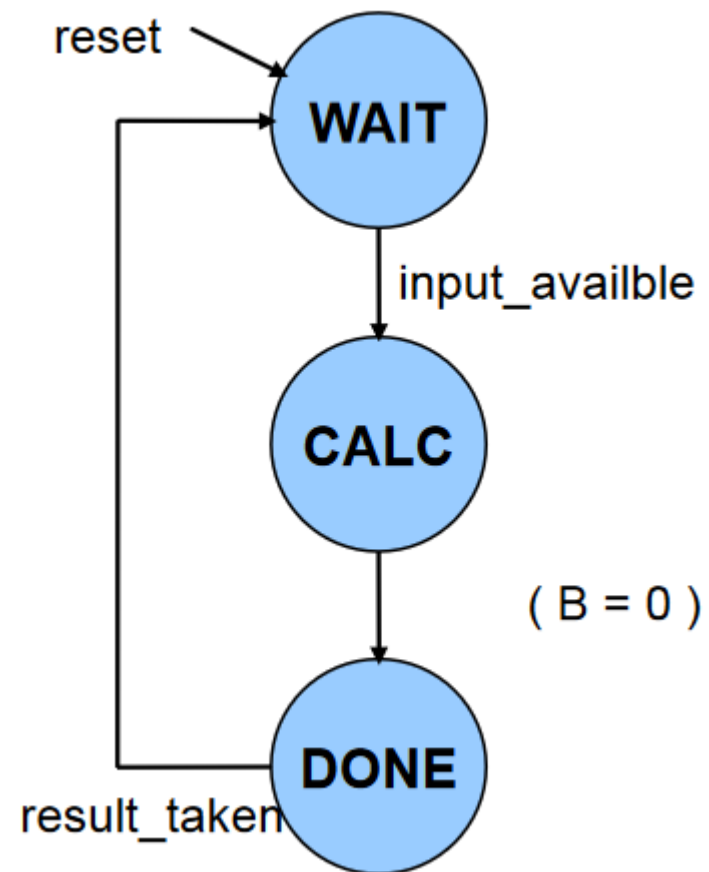 reset
WAIT
input_availble
CALC
( B = 0 )
DONE
result_taken